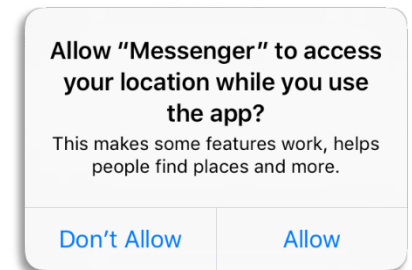 Allow “Messenger” to access
your location while you use
the app?
This makes some features work, helps
people find places and more.
Don’t Allow
Allow